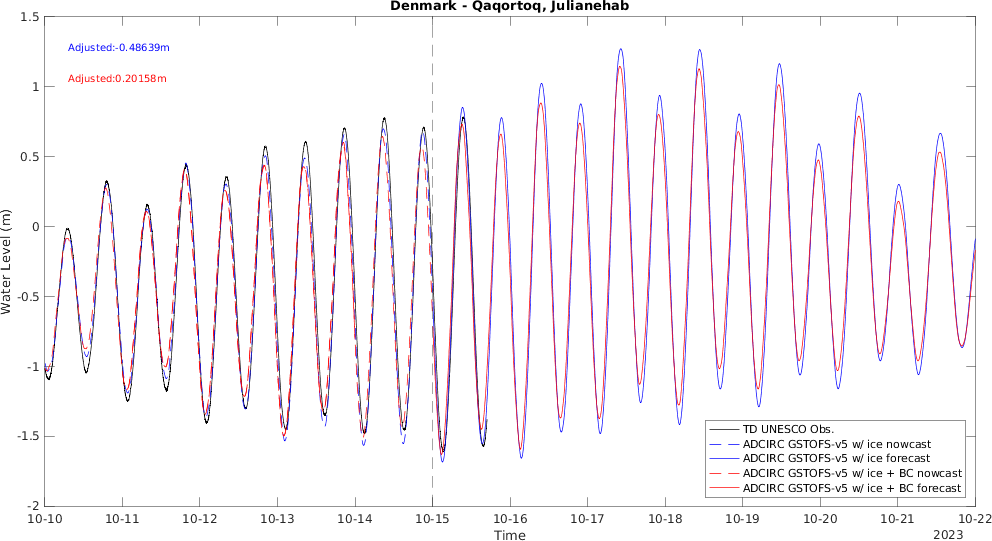 Denmark - Qaqortoq, Julianehab
Adjusted:-0.48639m
Adjusted:0.20158m
Water Level (m)
1.5
1
0.5
0
-0.5
-1
-1.5
-2
TD UNESCO Obs.
ADCIRC GSTOFS-v5 w/ ice nowcast
ADCIRC GSTOFS-v5 w/ ice forecast
ADCIRC GSTOFS-v5 w/ ice + BC nowcast
ADCIRC GSTOFS-v5 w/ ice + BC forecast
10-10 10-11 10-12 10-13 10-14 10-15 10-16 10-17 10-18 10-19 10-20 10-21 10-22
Time
2023